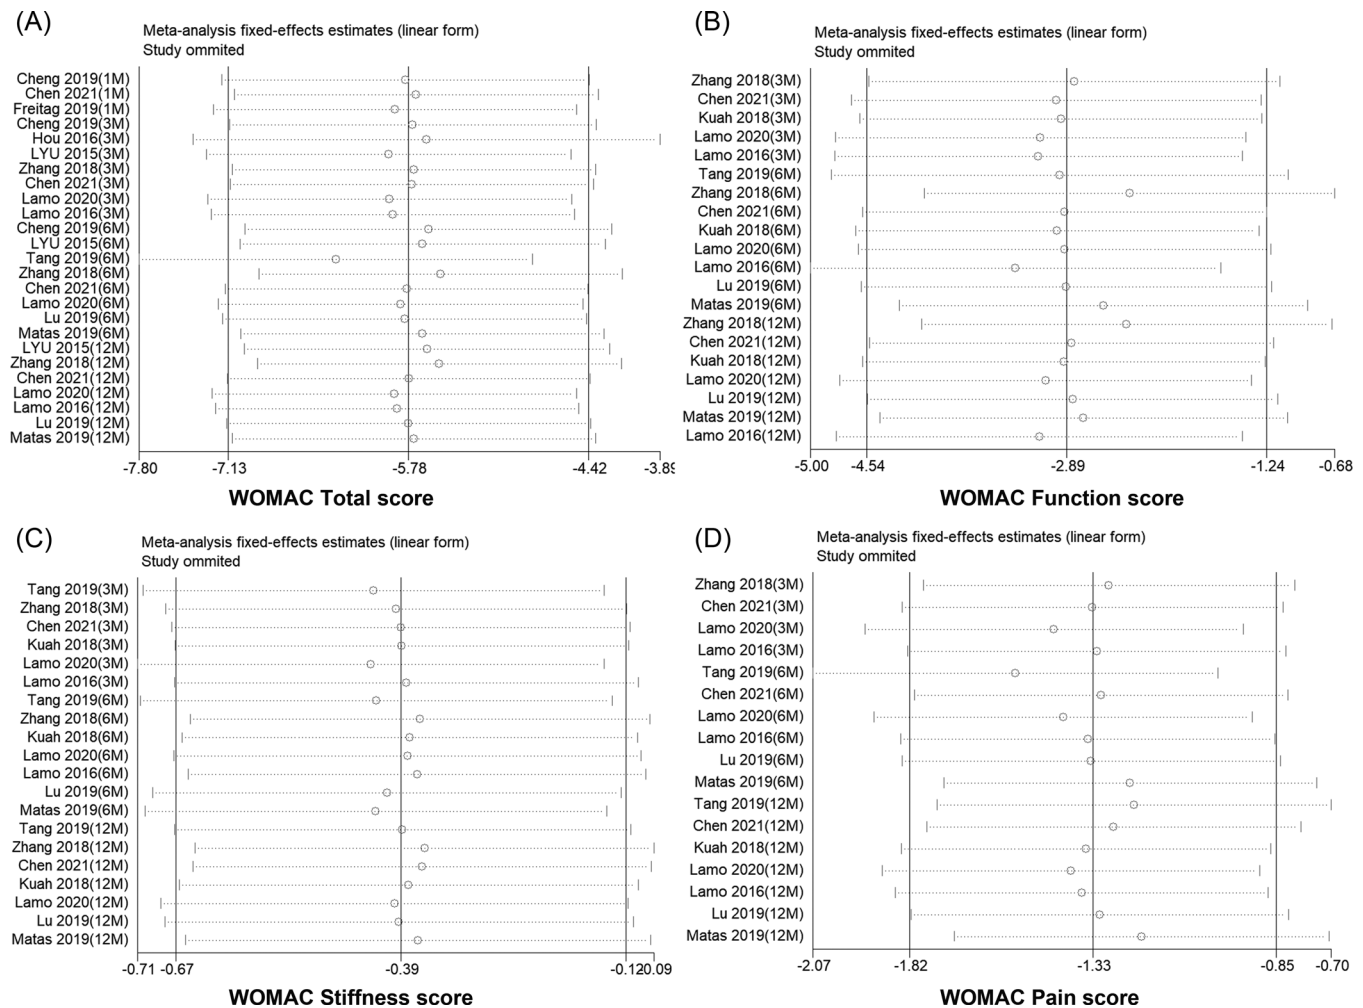 (A)
Meta-analysis fixed-effects estimates (linear form)
Study ommited
Cheng 2019(1M)
Chen 2021(1M)
Freitag 2019(1M)
Cheng 2019(3M)
Hou 2016(3M)
LYU 2015(3M)
Zhang 2018(3M)
Chen 2021(3M)
Lamo 2020(3M)
Lamo 2016(3M)
Cheng 2019(6M)
LYU 2015(6M)
Tang 2019(6M)
Zhang 2018(6M)
Chen 2021(6M)
Lamo 2020(6M)
Lu 2019(6M)
Matas 2019(6M)
LYU 2015(12M)
Zhang 2018(12M)
Chen 2021(12M)
Lamo 2020(12M)
Lamo 2016(12M)
Lu 2019(12M)
Matas 2019(12M)
-7.80 -7.13 -5.78 -4.42 -3.89
WOMAC Total score
(B)
Meta-analysis fixed-effects estimates (linear form)
Study ommited
Zhang 2018(3M)
Chen 2021(3M)
Kuah 2018(3M)
Lamo 2020(3M)
Lamo 2016(3M)
Tang 2019(6M)
Zhang 2018(6M)
Chen 2021(6M)
Kuah 2018(6M)
Lamo 2020(6M)
Lamo 2016(6M)
Lu 2019(6M)
Matas 2019(6M)
Zhang 2018(12M)
Chen 2021(12M)
Kuah 2018(12M)
Lamo 2020(12M)
Lu 2019(12M)
Matas 2019(12M)
Lamo 2016(12M)
-5.00 -4.54 -2.89 -1.24 -0.68
WOMAC Function score
(C)
Meta-analysis fixed-effects estimates (linear form)
Study ommited
Tang 2019(3M)
Zhang 2018(3M)
Chen 2021(3M)
Kuah 2018(3M)
Lamo 2020(3M)
Lamo 2016(3M)
Tang 2019(6M)
Zhang 2018(6M)
Kuah 2018(6M)
Lamo 2020(6M)
Lamo 2016(6M)
Lu 2019(6M)
Matas 2019(6M)
Tang 2019(12M)
Zhang 2018(12M)
Chen 2021(12M)
Kuah 2018(12M)
Lamo 2020(12M)
Lu 2019(12M)
Matas 2019(12M)
-0.71 -0.67 -0.39 -0.120.09
WOMAC Stiffness score
(D)
Meta-analysis fixed-effects estimates (linear form)
Study ommited
Zhang 2018(3M)
Chen 2021(3M)
Lamo 2020(3M)
Lamo 2016(3M)
Tang 2019(6M)
Chen 2021(6M)
Lamo 2020(6M)
Lamo 2016(6M)
Lu 2019(6M)
Matas 2019(6M)
Tang 2019(12M)
Chen 2021(12M)
Kuah 2018(12M)
Lamo 2020(12M)
Lamo 2016(12M)
Lu 2019(12M)
Matas 2019(12M)
-2.07 -1.82 -1.33 -0.85 -0.70
WOMAC Pain score